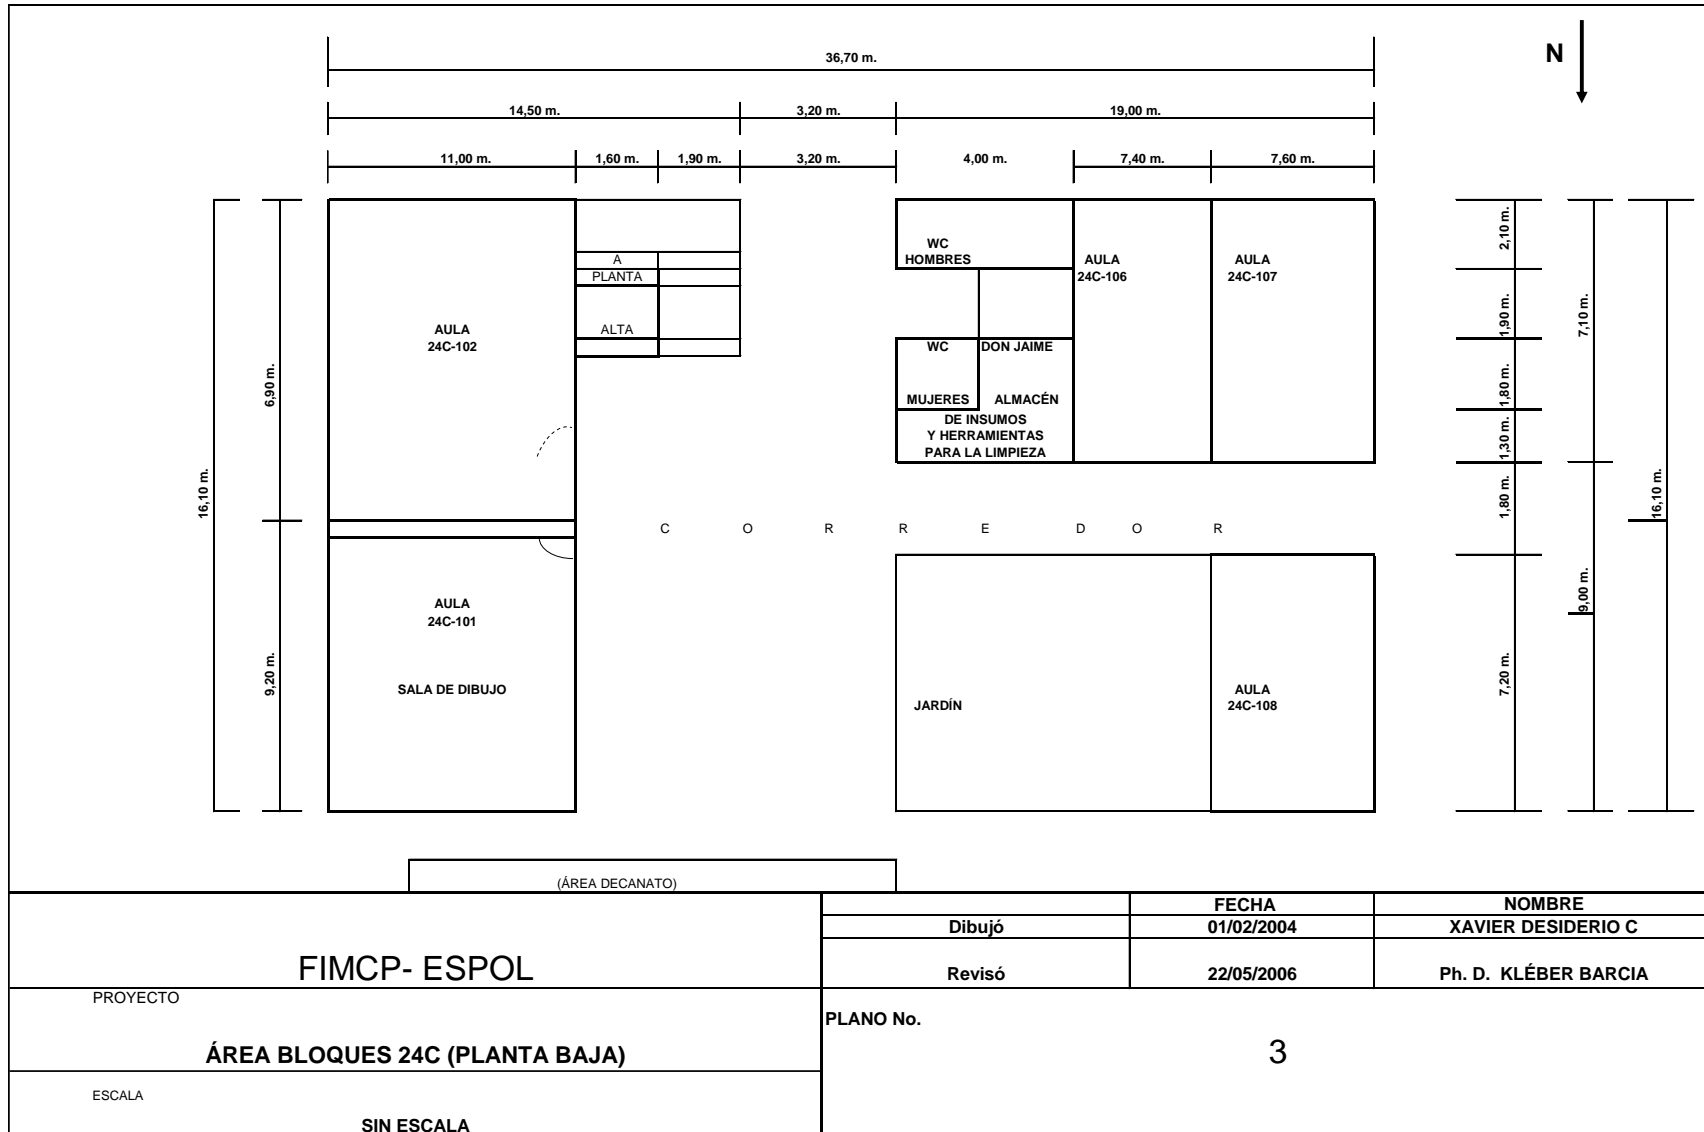 36,70 m.
N
14,50 m.
3,20 m.
19,00 m.
11,00 m.
1,60 m.
1,90 m.
3,20 m.
4,00 m.
7,40 m.
7,60 m.
2,10 m.
1,90 m.
1,80 m.
1,30 m.
1,80 m.
7,20 m.
7,10 m.
9,00 m.
16,10 m.
16,10 m.
6,90 m.
9,20 m.
A
PLANTA
ALTA
AULA
24C-102
WC
HOMBRES
AULA
24C-106
AULA
24C-107
WC
MUJERES
DON JAIME
ALMACÉN
DE INSUMOS
Y HERRAMIENTAS
PARA LA LIMPIEZA
C O R R E D O R
AULA
24C-101
SALA DE DIBUJO
JARDÍN
AULA
24C-108
(ÁREA DECANATO)
FECHA NOMBRE
Dibujó 01/02/2004 XAVIER DESIDERIO C
Revisó 22/05/2006 Ph. D. KLÉBER BARCIA
FIMCP- ESPOL
PROYECTO
ÁREA BLOQUES 24C (PLANTA BAJA)
ESCALA
SIN ESCALA
PLANO No.
3